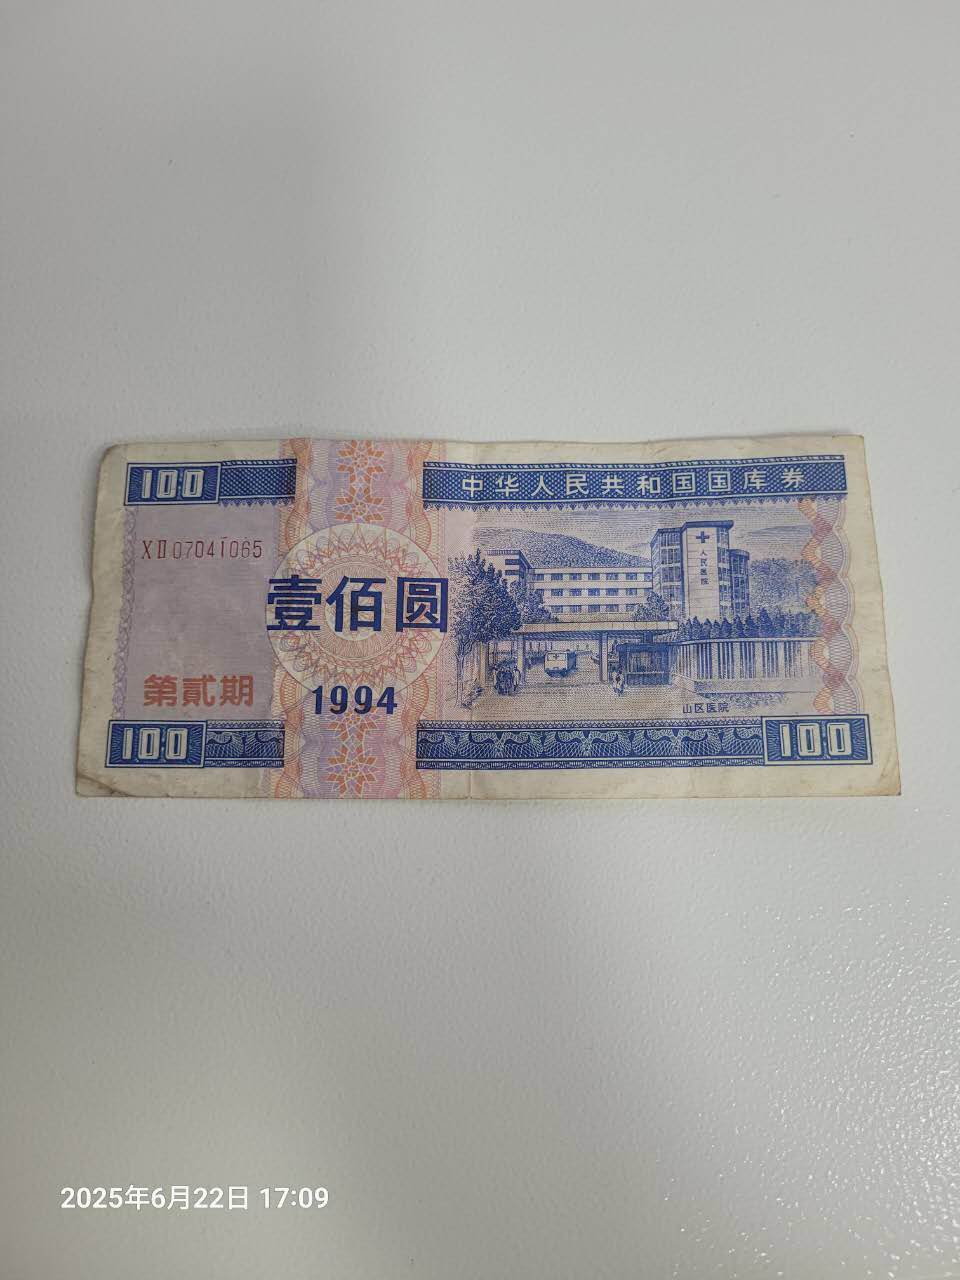 100
中华人民共和国国库券
XII07041065
人民医院
壹佰圆
第贰期
1994
山区医院
100
100
2025年6月22日 17:09